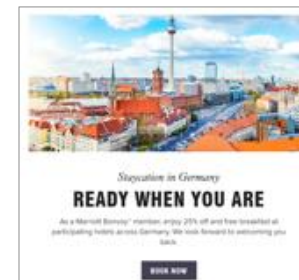 Staycation in Germany
READY WHEN YOU ARE
As a Marriott Bonvoy™ member, enjoy 25% off and free breakfast at
participating hotels across Germany. We look forward to welcoming you
back.
BOOK NOW